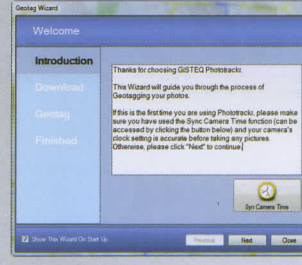 Geotag Wizard
Welcome
Introduction
Download
Geotag
Finished
Thanks for choosing GiSTEQ Phototrackr.
This Wizard will guide you through the process of
Geotagging your photos.
If this is the first time you are using Phototrackr, please make
sure you have used the Sync Camera Time function (can be
accessed by clicking the button below) and your camera's
clock setting is accurate before taking any pictures.
Otherwise, please click "Next" to continue.
Syn Camera Time
Show This Wizard On Start Up
Previous
Next
Close